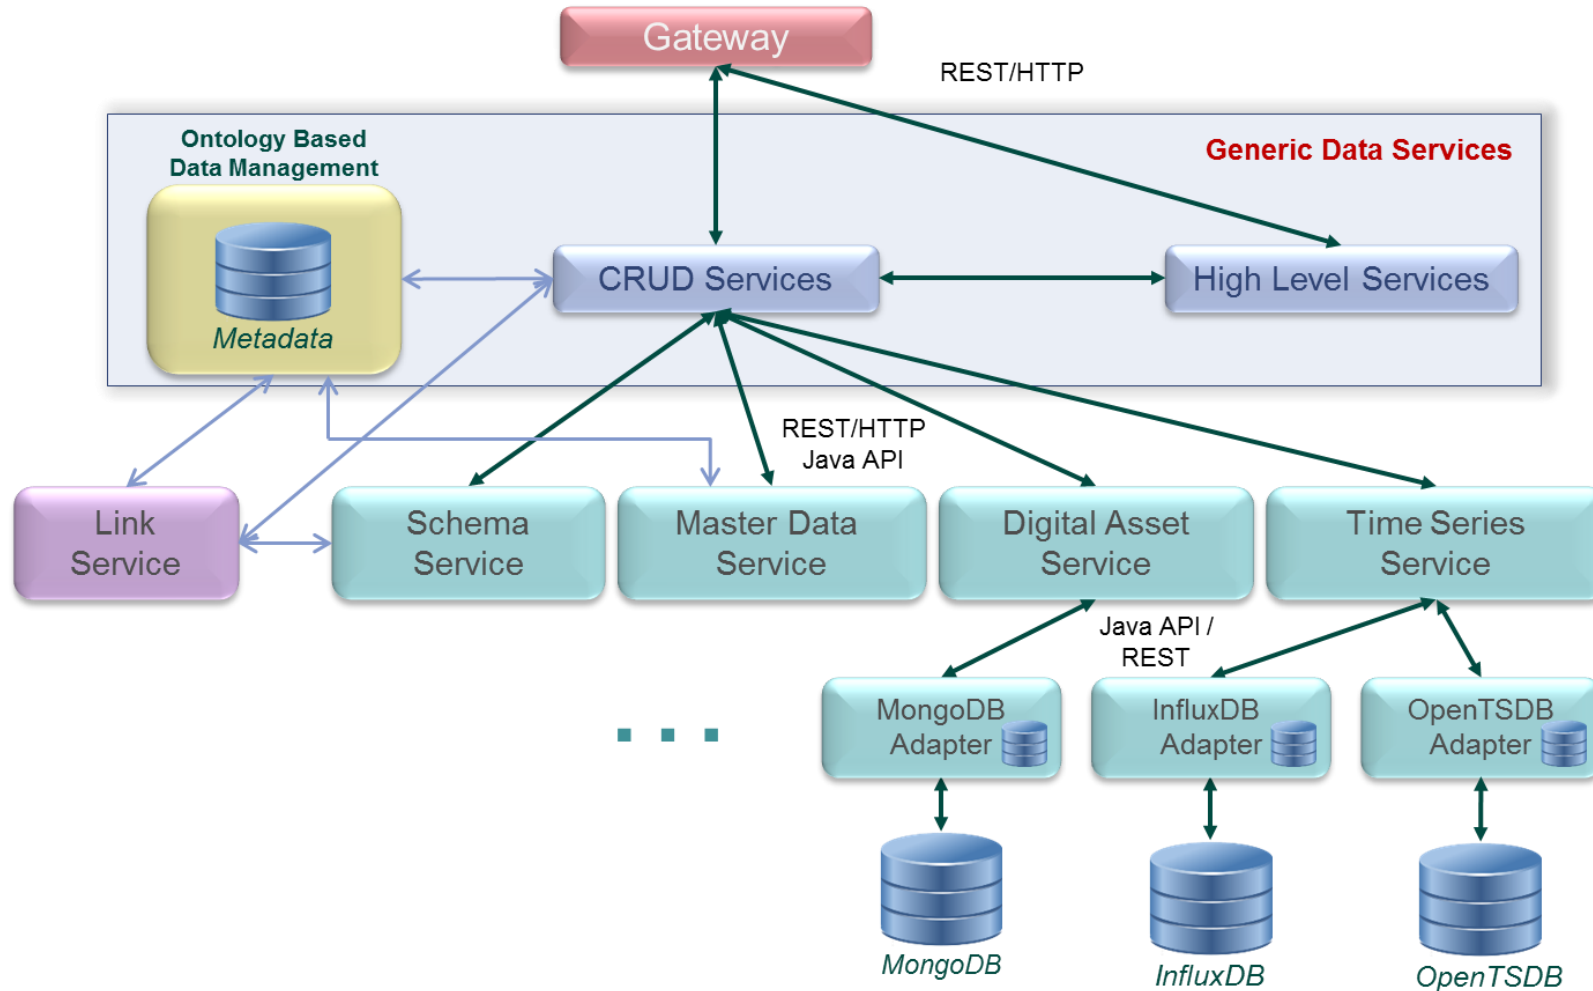 Gateway
REST/HTTP
Ontology Based
Data Management
Generic Data Services
Metadata
CRUD Services
High Level Services
REST/HTTP
Java API
Link
Service
Schema
Service
Master Data
Service
Digital Asset
Service
Time Series
Service
Java API /
REST
MongoDB
Adapter
InfluxDB
Adapter
OpenTSDB
Adapter
MongoDB
InfluxDB
OpenTSDB